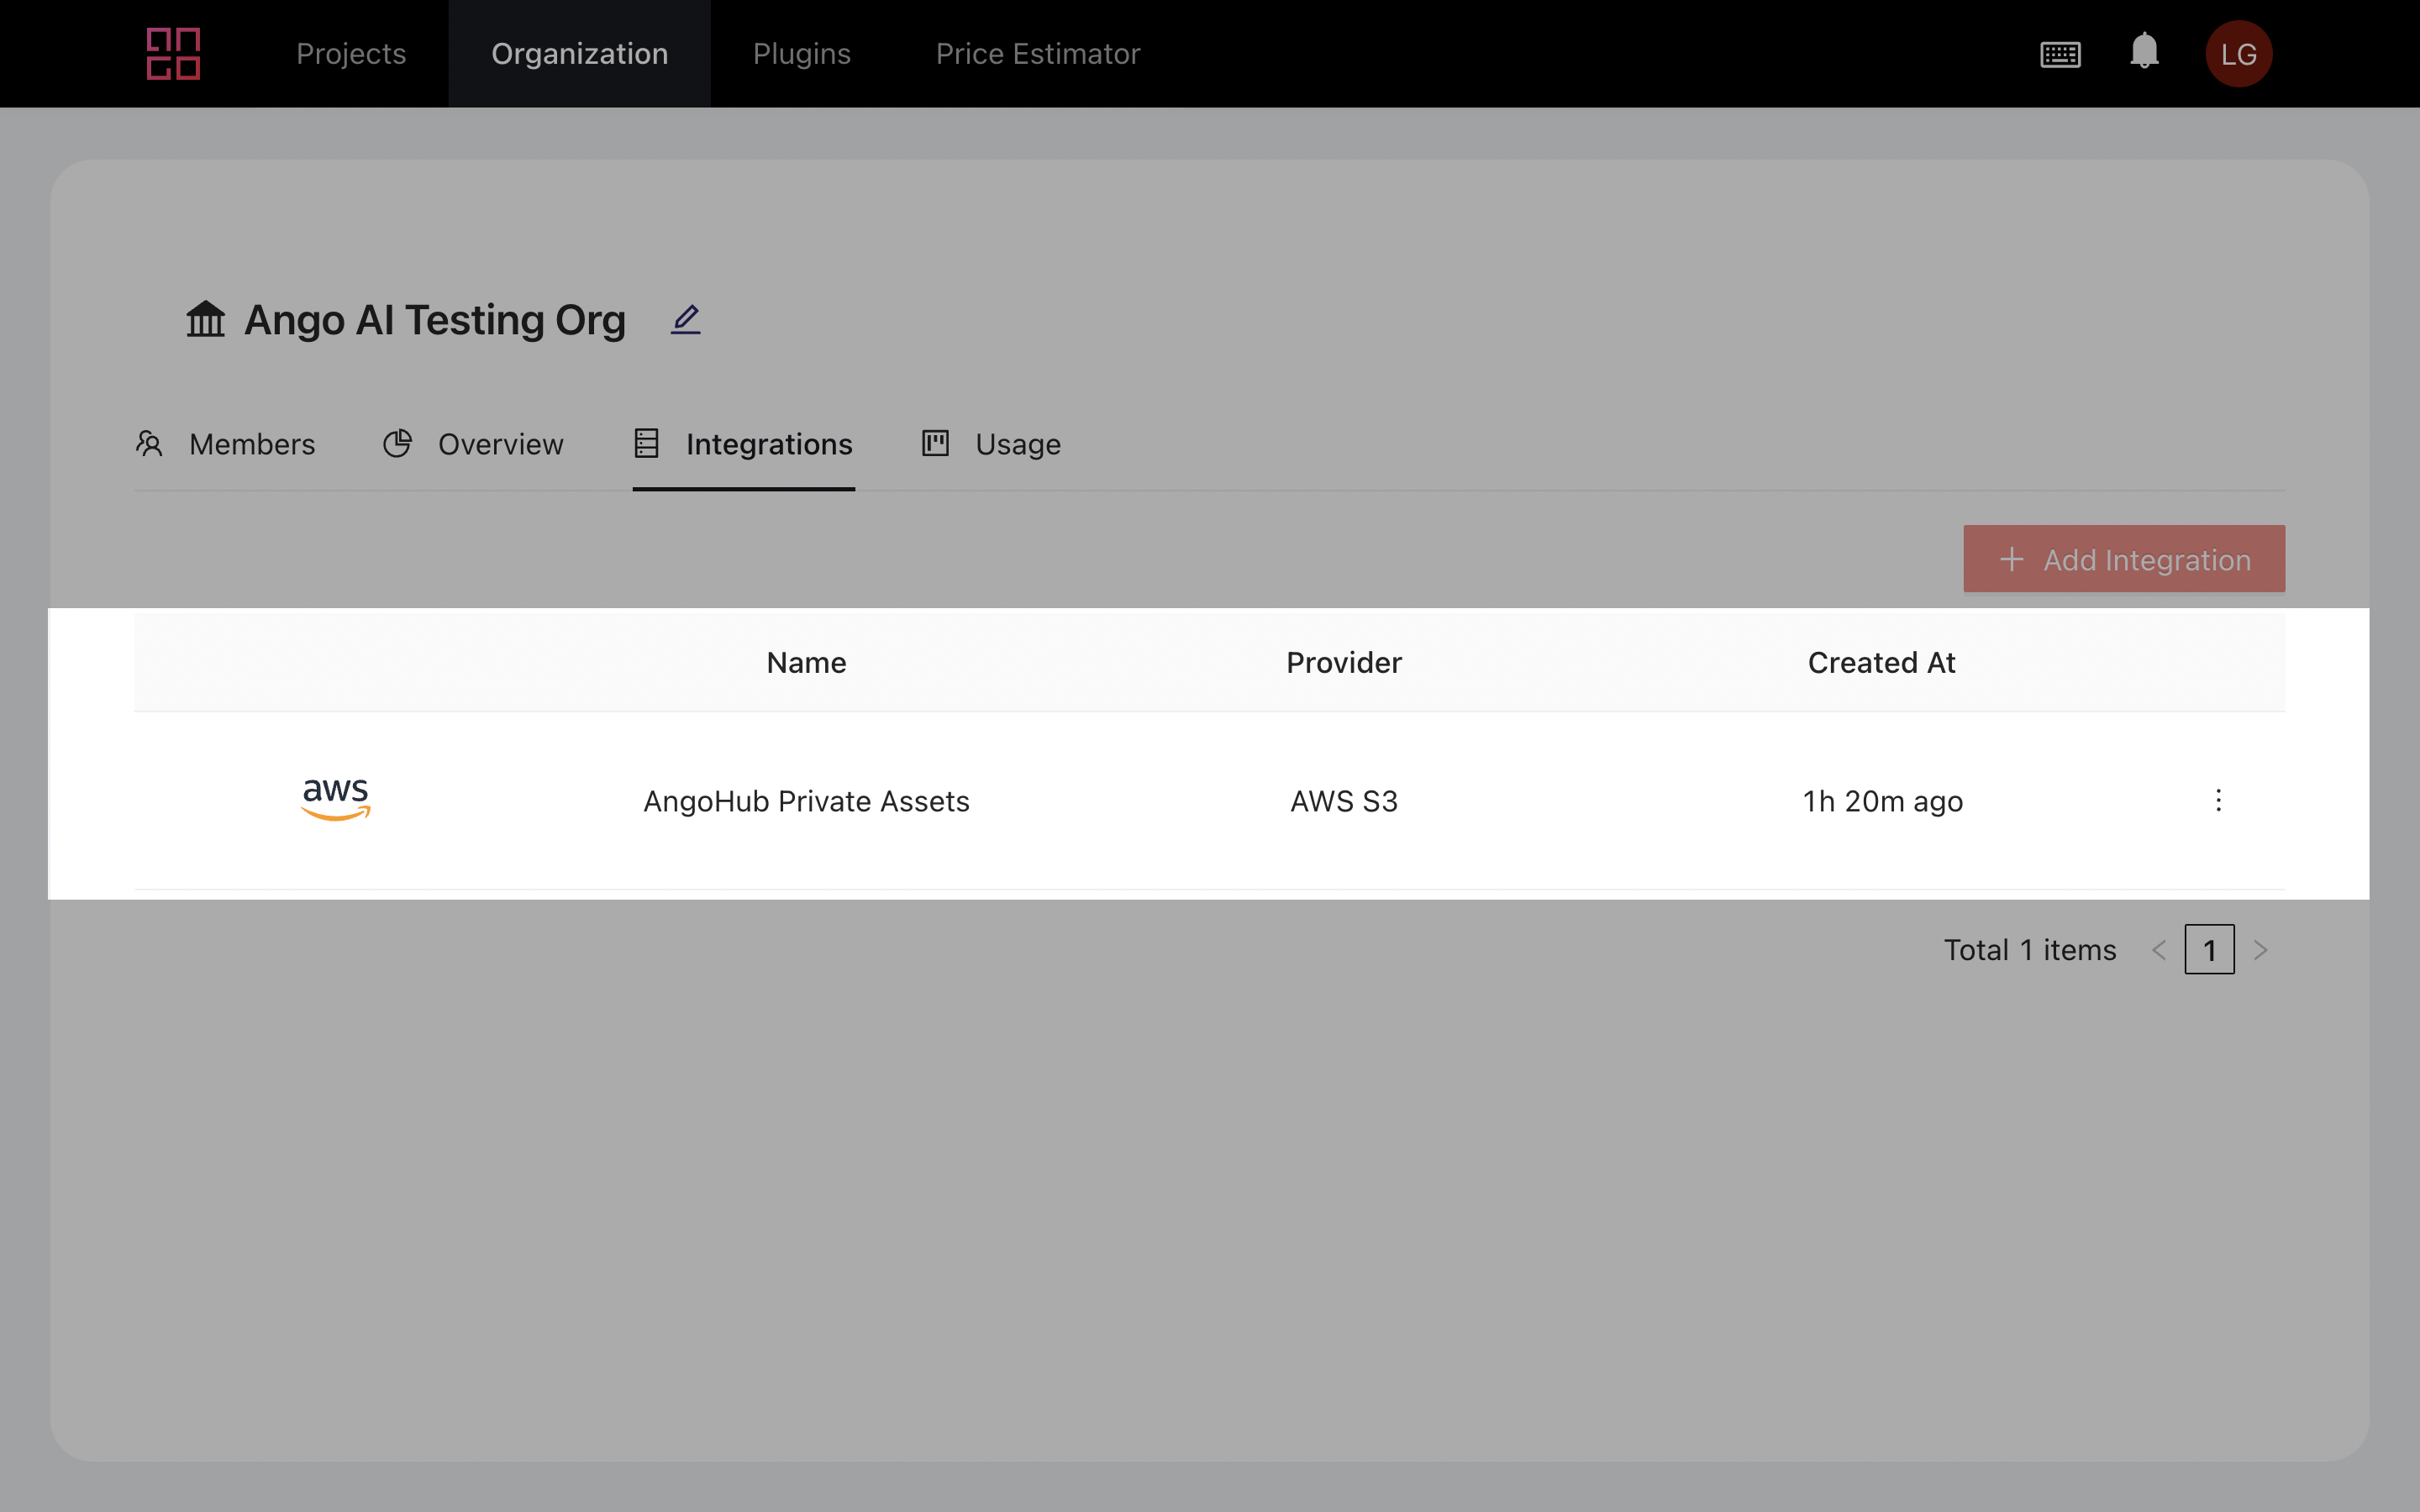 Projects Organization Plugins Price Estimator LG
Ango AI Testing Org
Members Overview Integrations Usage
Add Integration
Name Provider Created At
aws AngoHub Private Assets AWS S3 1h 20m ago
Total 1 items < 1 >